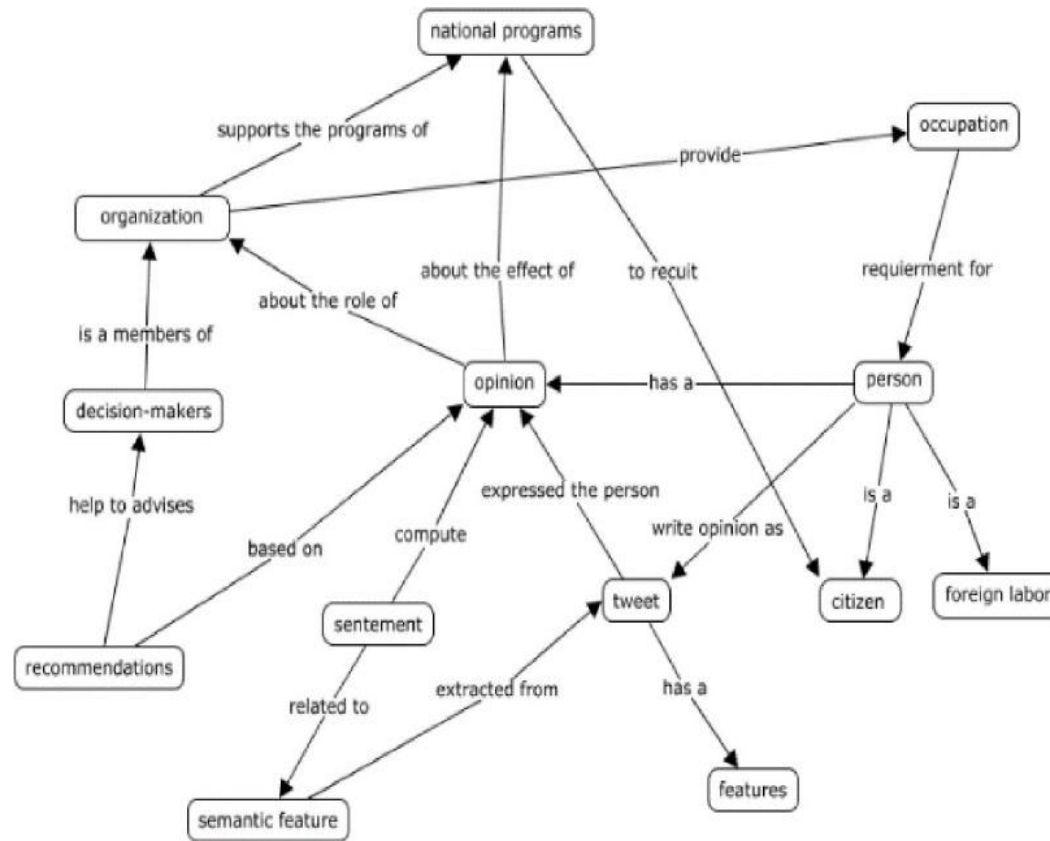 national programs
occupation
supports the programs of
provide
organization
about the effect of
to recuit
requierment for
about the role of
is a members of
opinion
has a
person
decision-makers
expressed the person
is a
is a
help to advises
compute
write opinion as
based on
tweet
citizen
foreign labor
sentement
recommendations
extracted from
has a
related to
features
semantic feature